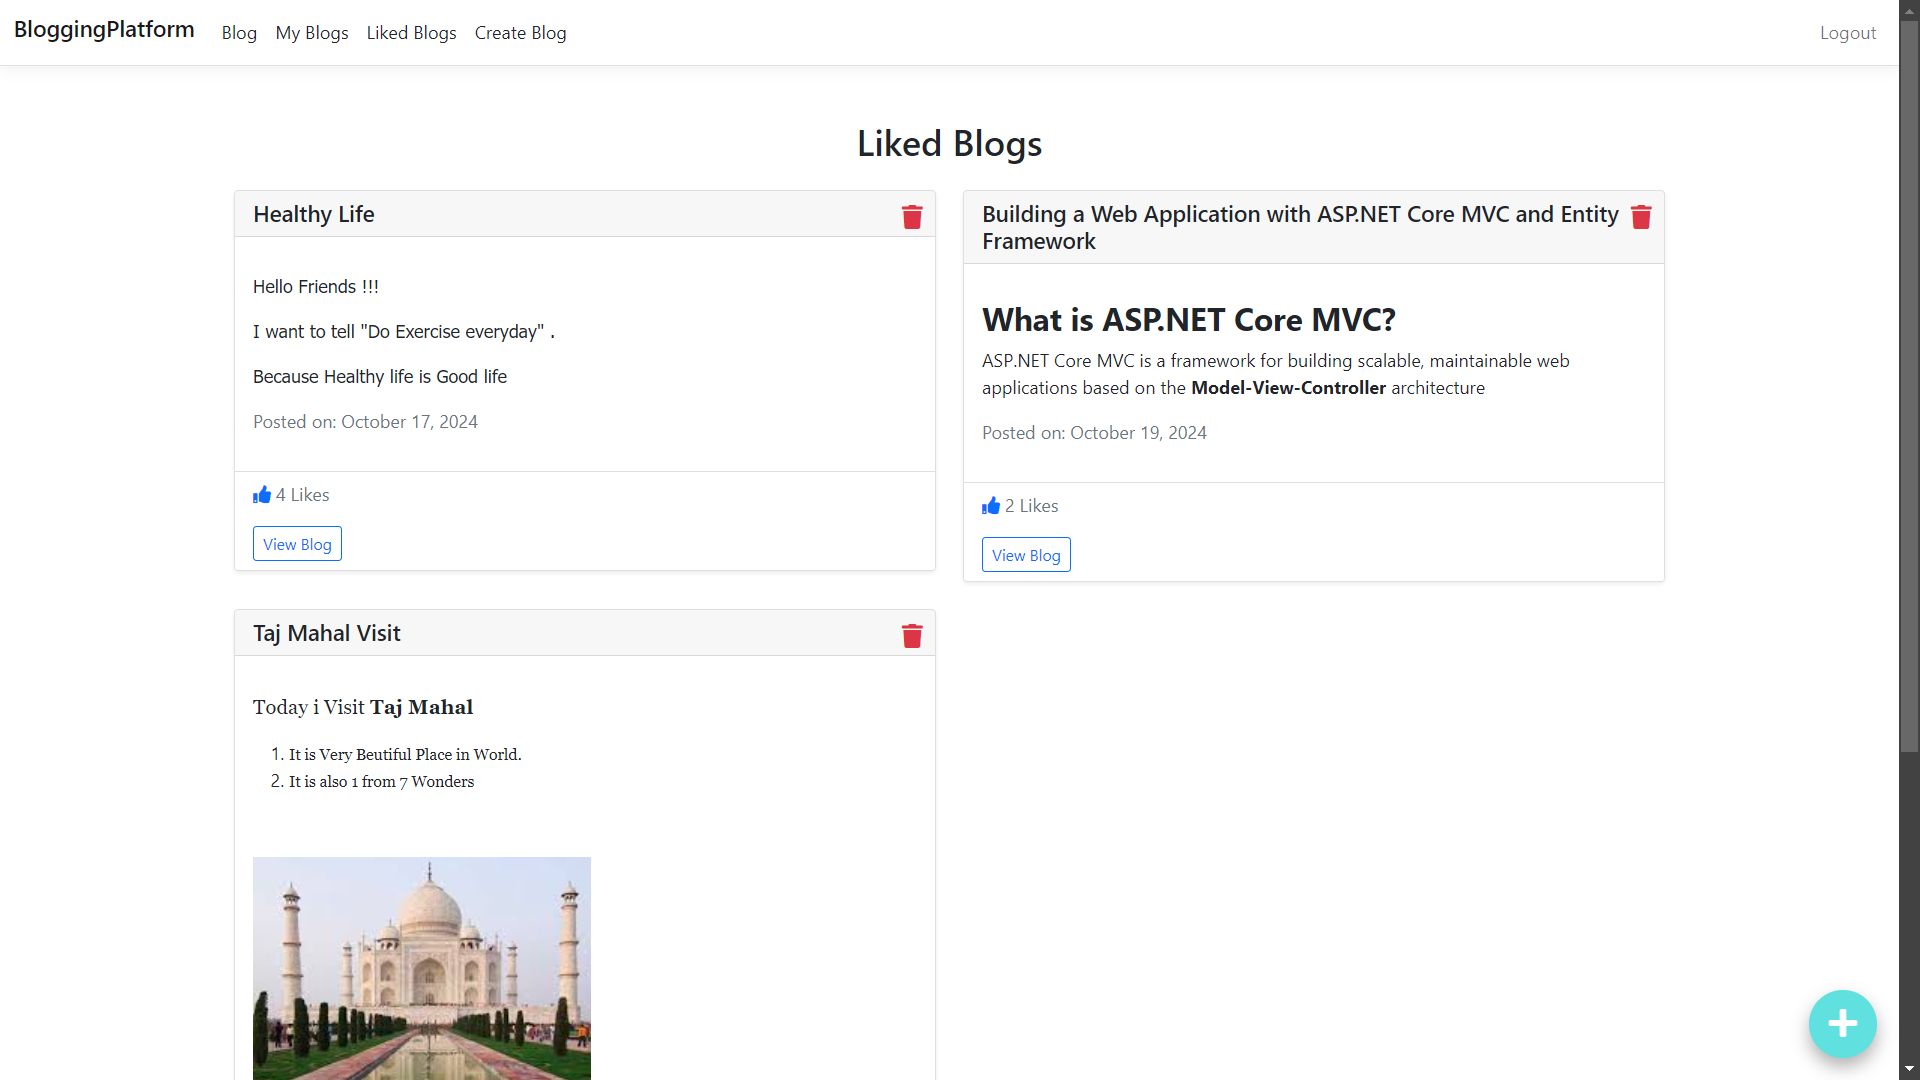 BloggingPlatform Blog My Blogs Liked Blogs Create Blog Logout
Liked Blogs
Healthy Life
Hello Friends !!!
I want to tell "Do Exercise everyday" .
Because Healthy life is Good life
Posted on: October 17, 2024
4 Likes
View Blog
Building a Web Application with ASP.NET Core MVC and Entity
Framework
What is ASP.NET Core MVC?
ASP.NET Core MVC is a framework for building scalable, maintainable web
applications based on the Model-View-Controller architecture
Posted on: October 19, 2024
2 Likes
View Blog
Taj Mahal Visit
Today i Visit Taj Mahal
1. It is Very Beutiful Place in World.
2. It is also 1 from 7 Wonders